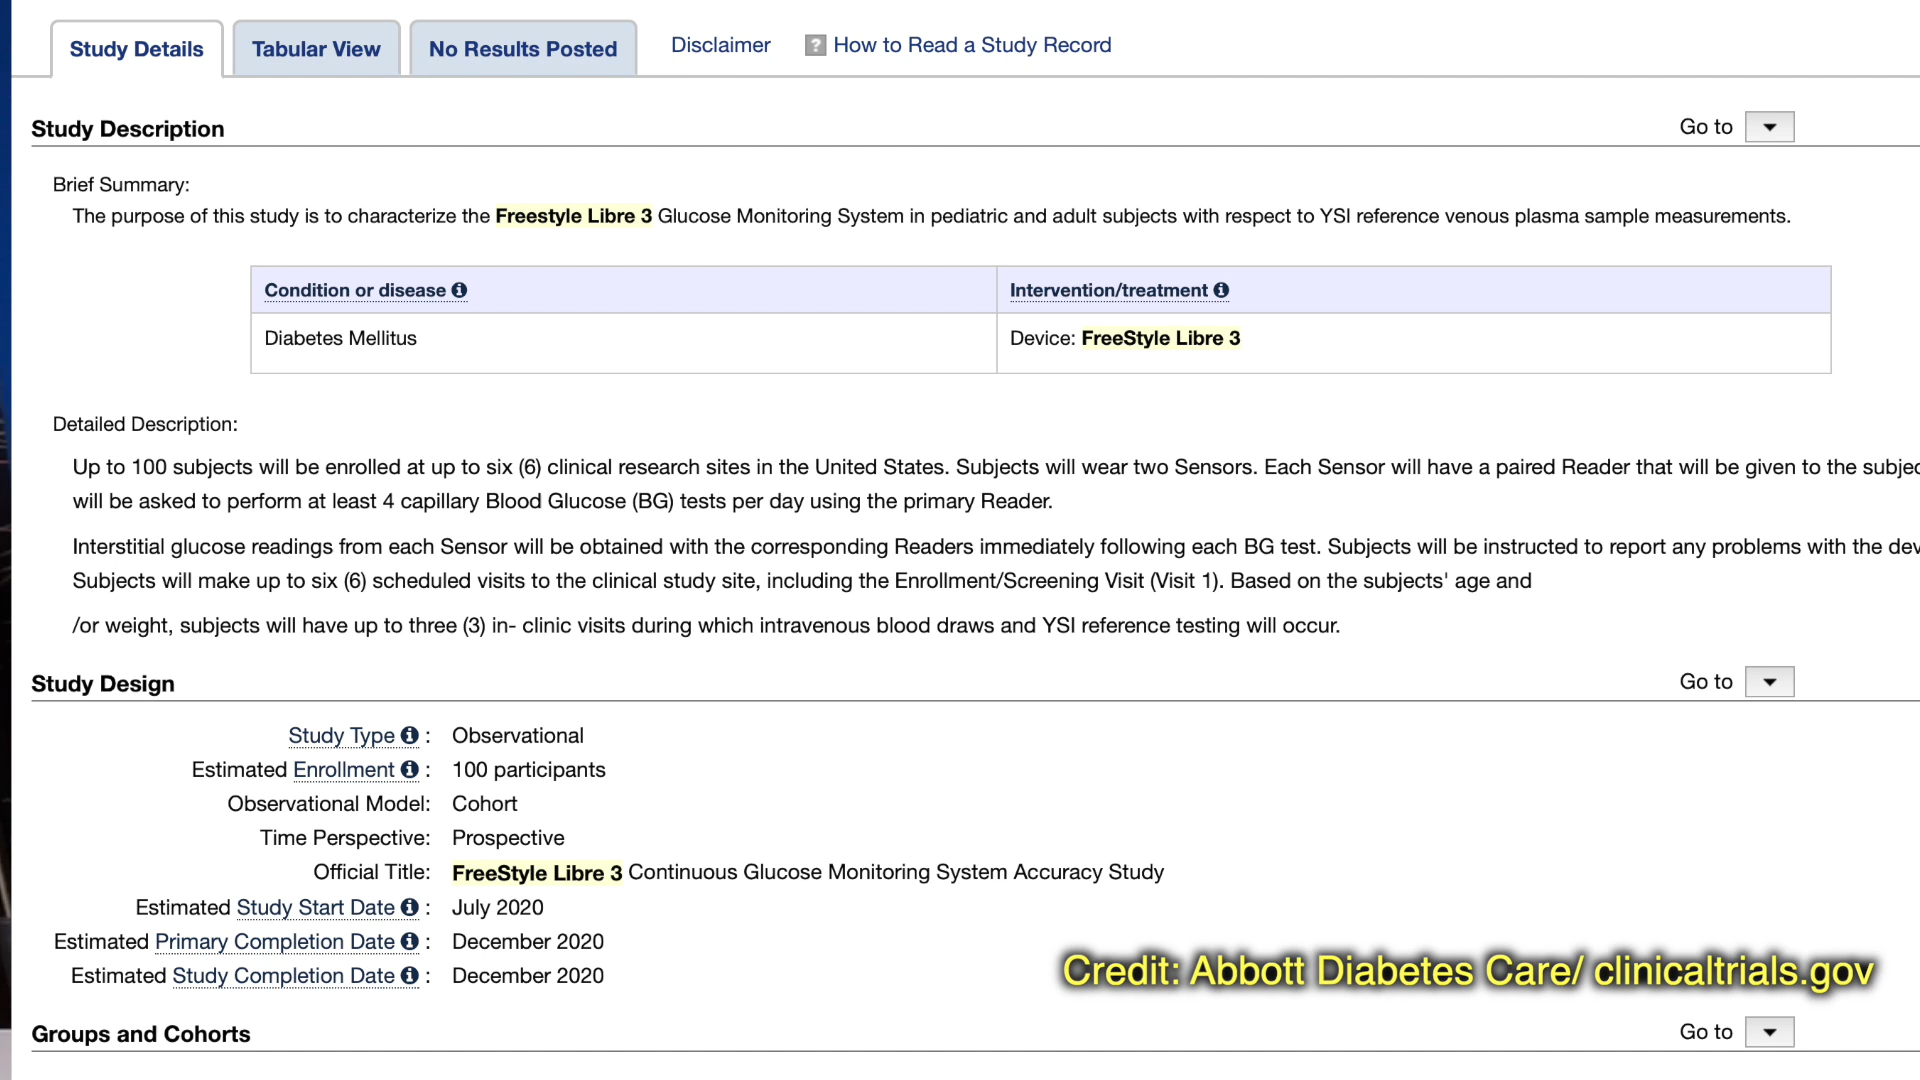 Study Details
Tabular View
No Results Posted
Disclaimer
? How to Read a Study Record
Study Description
Go to
Brief Summary:
The purpose of this study is to characterize the Freestyle Libre 3 Glucose Monitoring System in pediatric and adult subjects with respect to YSI reference venous plasma sample measurements.
Condition or disease
Intervention/treatment
Diabetes Mellitus
Device: FreeStyle Libre 3
Detailed Description:
Up to 100 subjects will be enrolled at up to six (6) clinical research sites in the United States. Subjects will wear two Sensors. Each Sensor will have a paired Reader that will be given to the subjec
will be asked to perform at least 4 capillary Blood Glucose (BG) tests per day using the primary Reader.
Interstitial glucose readings from each Sensor will be obtained with the corresponding Readers immediately following each BG test. Subjects will be instructed to report any problems with the dev
Subjects will make up to six (6) scheduled visits to the clinical study site, including the Enrollment/Screening Visit (Visit 1). Based on the subjects' age and
/or weight, subjects will have up to three (3) in- clinic visits during which intravenous blood draws and YSI reference testing will occur.
Study Design
Go to
Study Type : Observational
Estimated Enrollment : 100 participants
Observational Model: Cohort
Time Perspective: Prospective
Official Title: FreeStyle Libre 3 Continuous Glucose Monitoring System Accuracy Study
Estimated Study Start Date : July 2020
Estimated Primary Completion Date : December 2020
Estimated Study Completion Date : December 2020
Credit: Abbott Diabetes Care/ clinicaltrials.gov
Groups and Cohorts
Go to